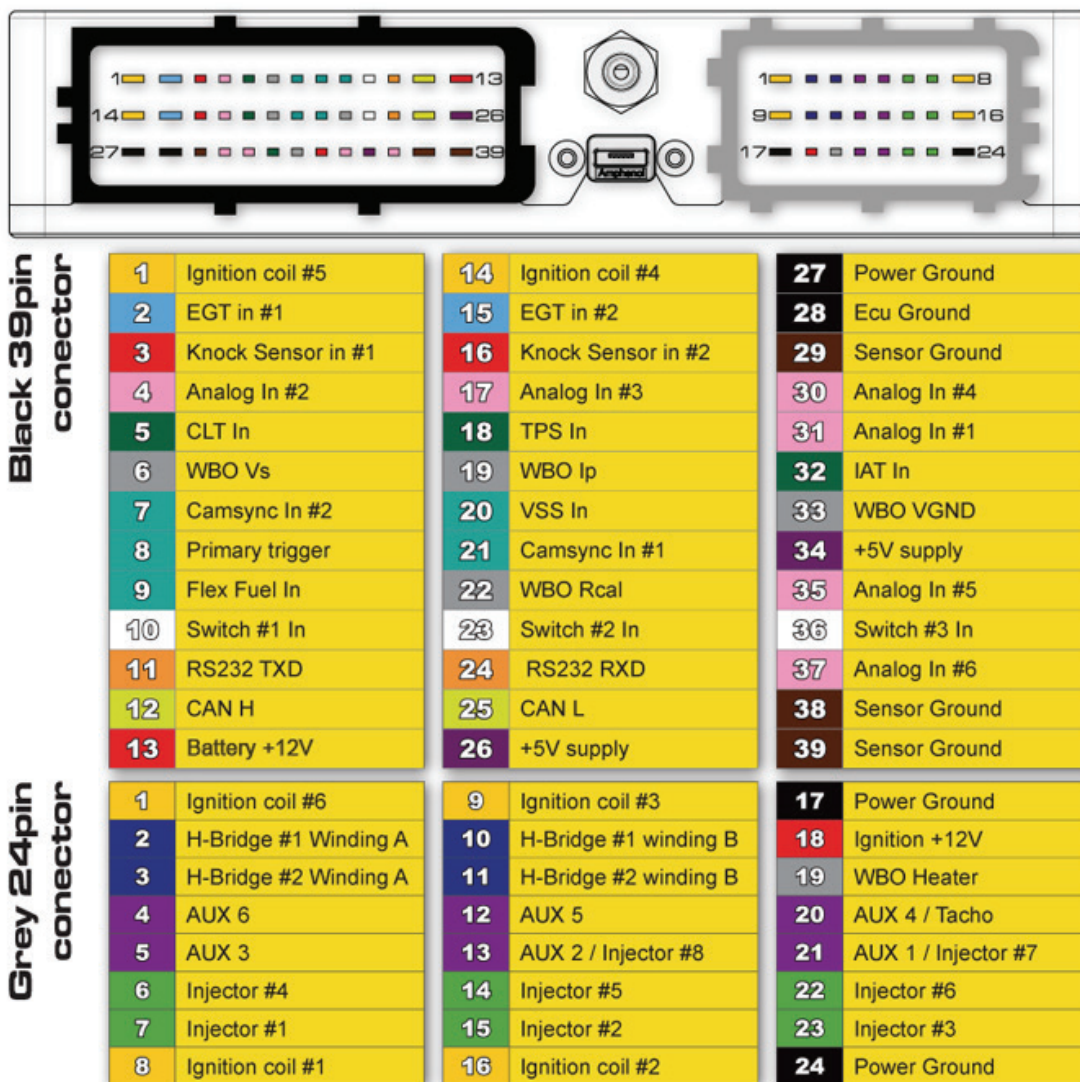 1 13 1 8
14 26 9 16
27 39 17 24
Amphenol
Black 39pin
conector
1 Ignition coil #5 14 Ignition coil #4 27 Power Ground
2 EGT in #1 15 EGT in #2 28 Ecu Ground
3 Knock Sensor in #1 16 Knock Sensor in #2 29 Sensor Ground
4 Analog In #2 17 Analog In #3 30 Analog In #4
5 CLT In 18 TPS In 31 Analog In #1
6 WBO Vs 19 WBO Ip 32 IAT In
7 Camsync In #2 20 VSS In 33 WBO VGND
8 Primary trigger 21 Camsync In #1 34 +5V supply
9 Flex Fuel In 22 WBO Rcal 35 Analog In #5
10 Switch #1 In 23 Switch #2 In 36 Switch #3 In
11 RS232 TXD 24 RS232 RXD 37 Analog In #6
12 CAN H 25 CAN L 38 Sensor Ground
13 Battery +12V 26 +5V supply 39 Sensor Ground
Grey 24pin
conector
1 Ignition coil #6 9 Ignition coil #3 17 Power Ground
2 H-Bridge #1 Winding A 10 H-Bridge #1 winding B 18 Ignition +12V
3 H-Bridge #2 Winding A 11 H-Bridge #2 winding B 19 WBO Heater
4 AUX 6 12 AUX 5 20 AUX 4 / Tacho
5 AUX 3 13 AUX 2 / Injector #8 21 AUX 1 / Injector #7
6 Injector #4 14 Injector #5 22 Injector #6
7 Injector #1 15 Injector #2 23 Injector #3
8 Ignition coil #1 16 Ignition coil #2 24 Power Ground